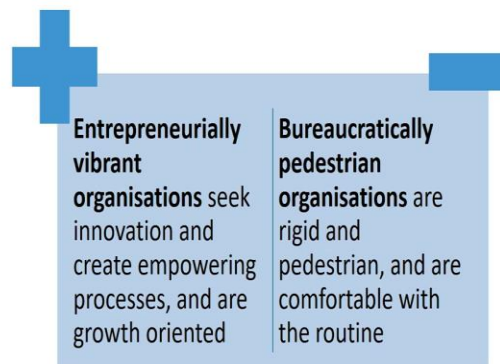 Entrepreneurially
vibrant
organisations seek
innovation and
create empowering
processes, and are
growth oriented
Bureaucratically
pedestrian
organisations are
rigid and
pedestrian, and are
comfortable with
the routine